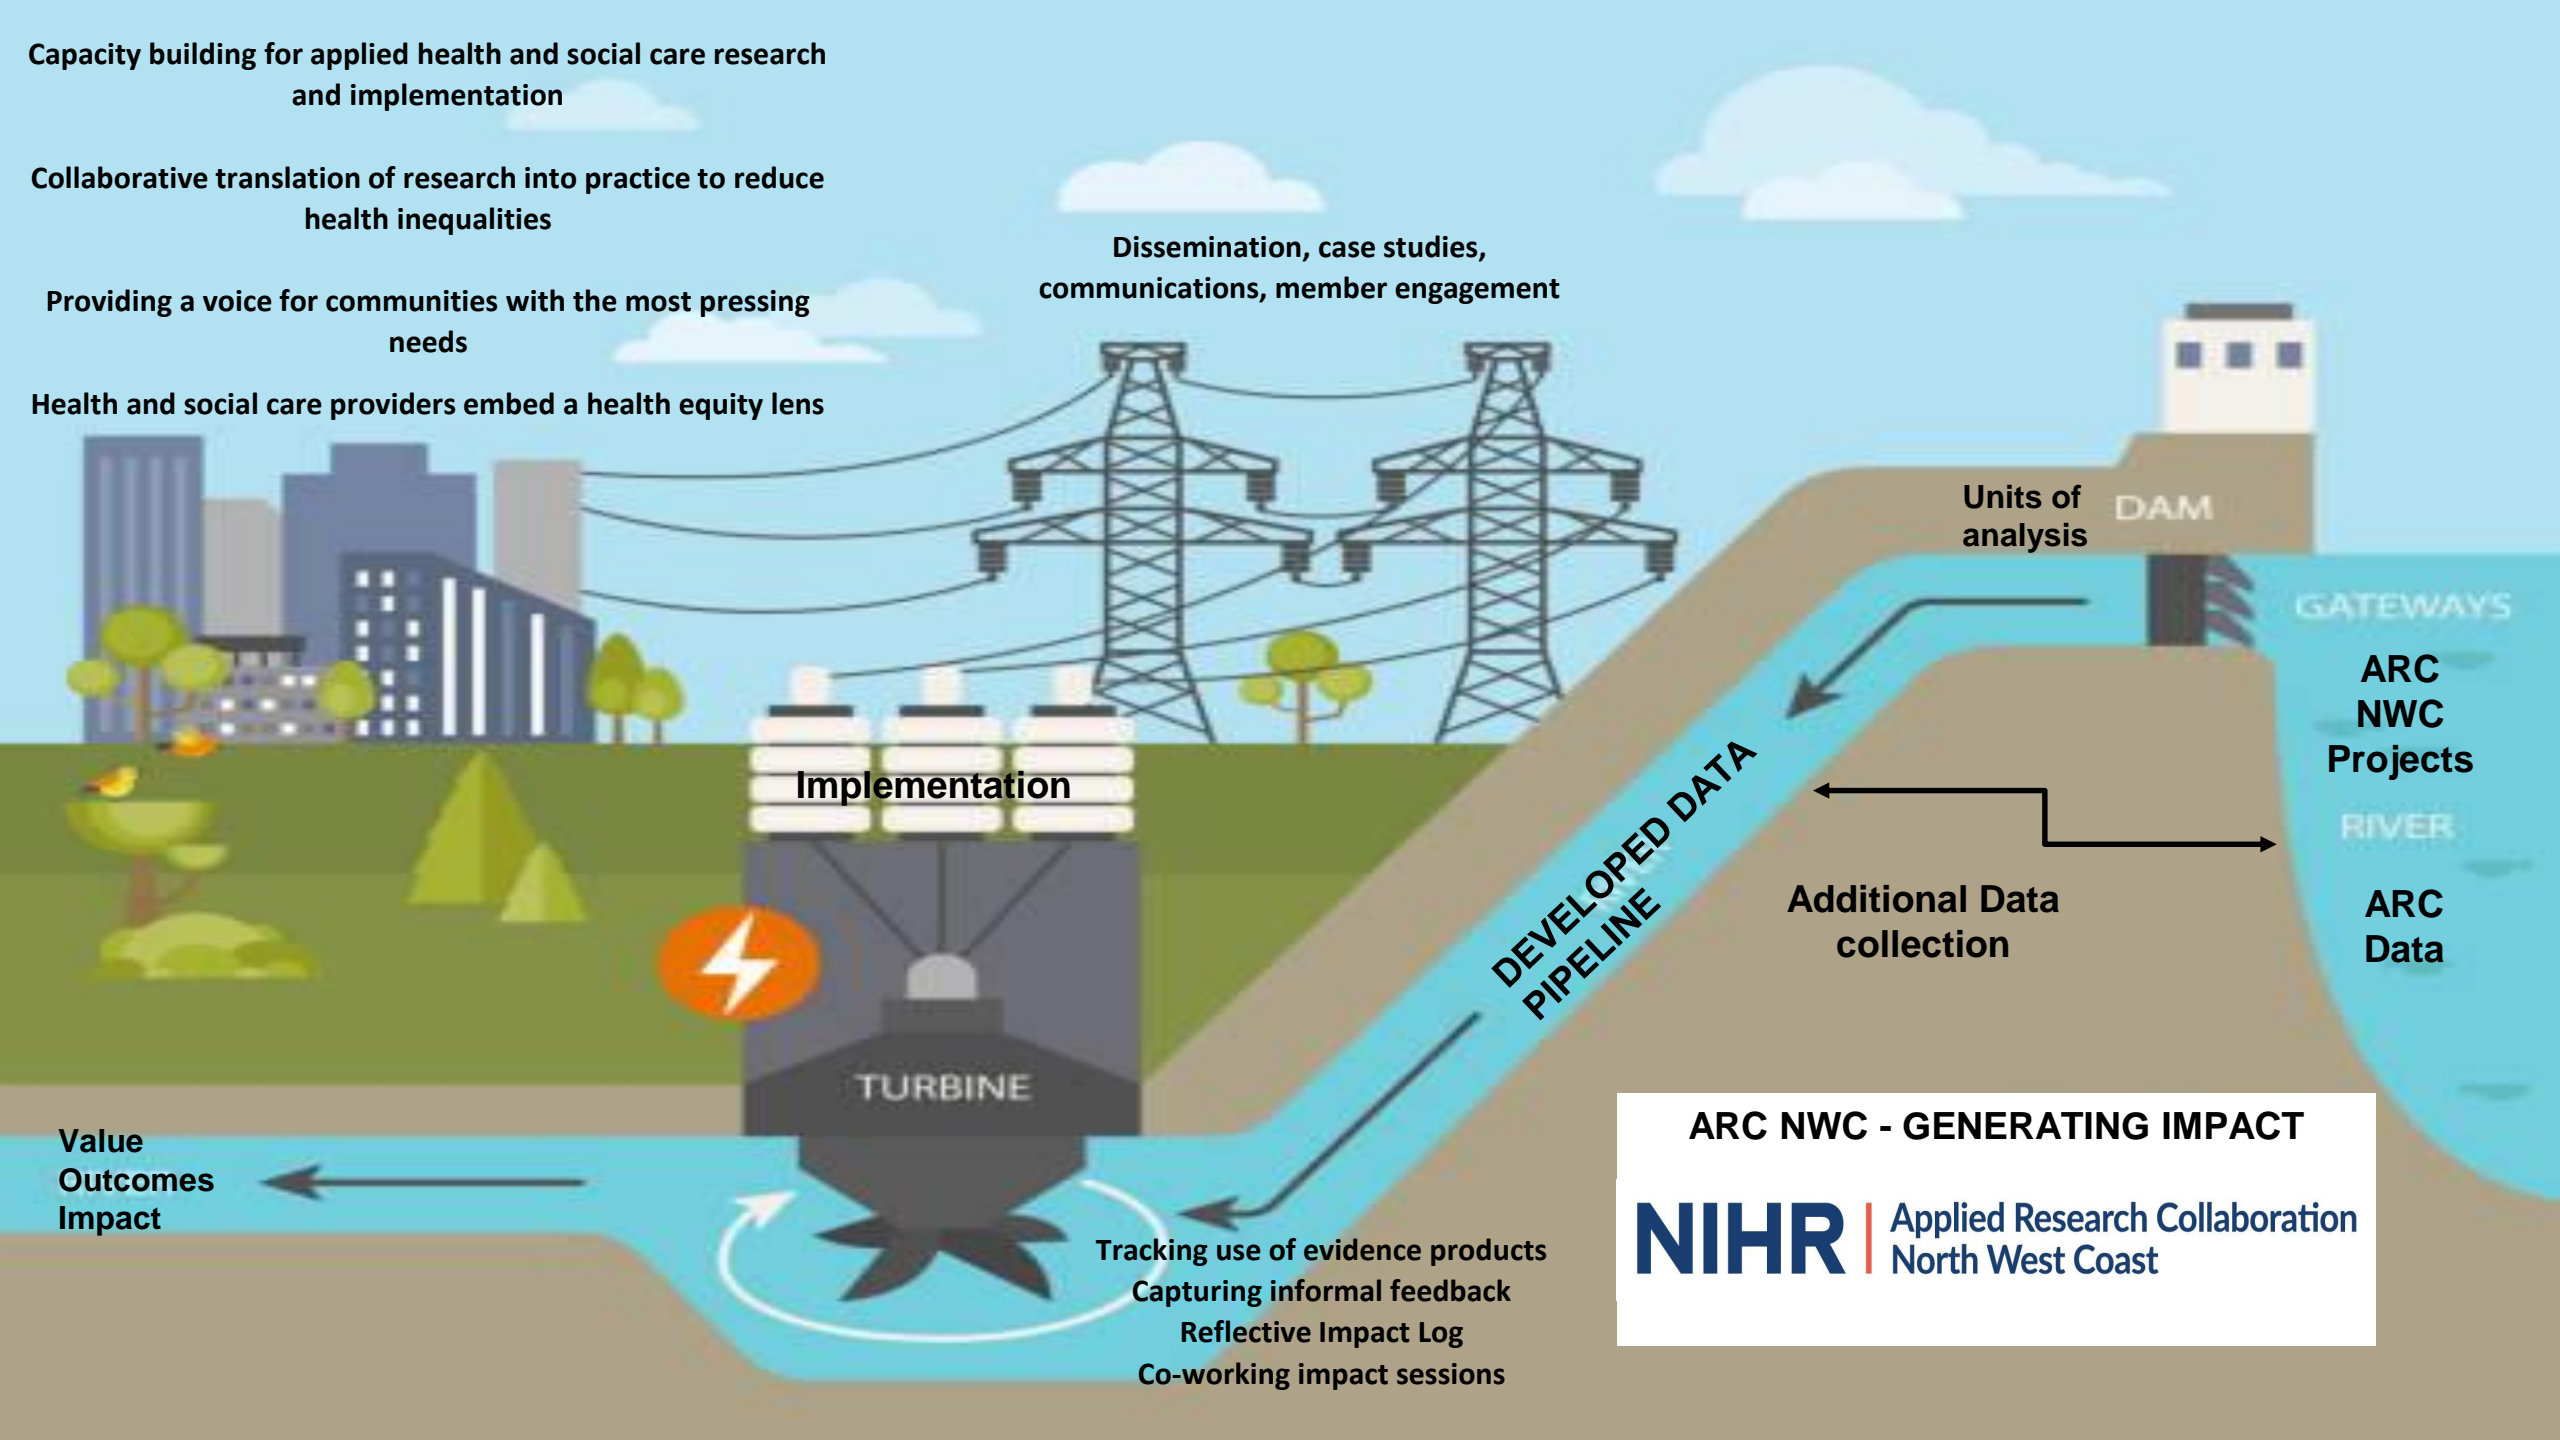 Capacity building for applied health and social care research
and implementation
Collaborative translation of research into practice to reduce
health inequalities
Providing a voice for communities with the most pressing
needs
Health and social care providers embed a health equity lens
Dissemination, case studies,
communications, member engagement
Units of
analysis
DAM
GATEWAYS
ARC
NWC
Projects
RIVER
ARC
Data
Implementation
DEVELOPED DATA
PIPELINE
Additional Data
collection
TURBINE
Value
Outcomes
Impact
Tracking use of evidence products
Capturing informal feedback
Reflective Impact Log
Co-working impact sessions
ARC NWC - GENERATING IMPACT
NIHR | Applied Research Collaboration
North West Coast